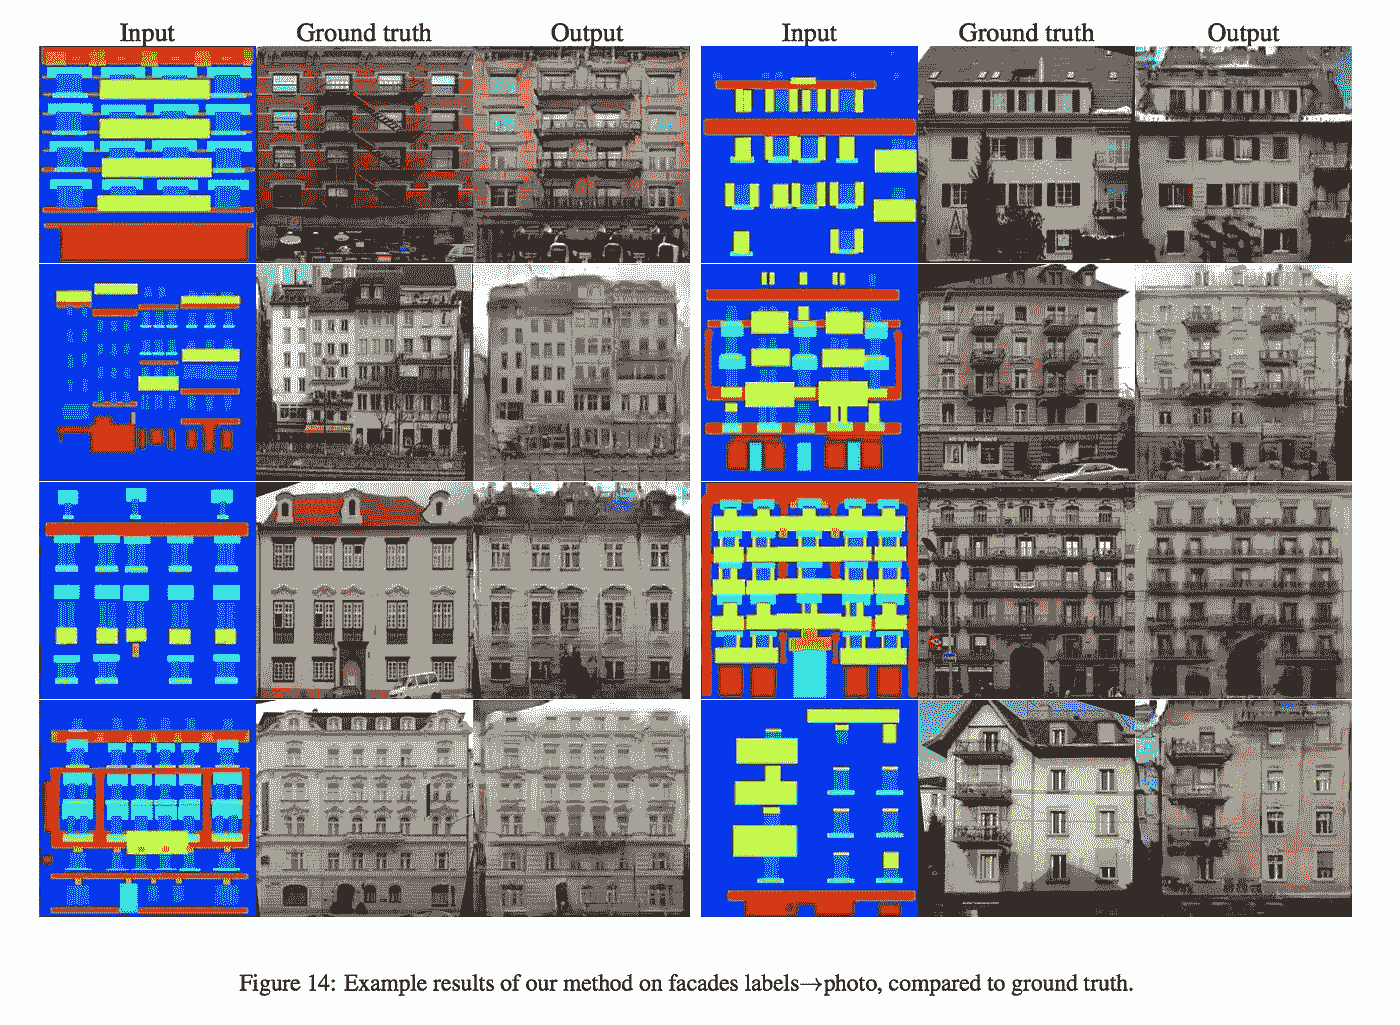 Input Ground truth Output Input Ground truth Output
Figure 14: Example results of our method on facades labels→photo, compared to ground truth.